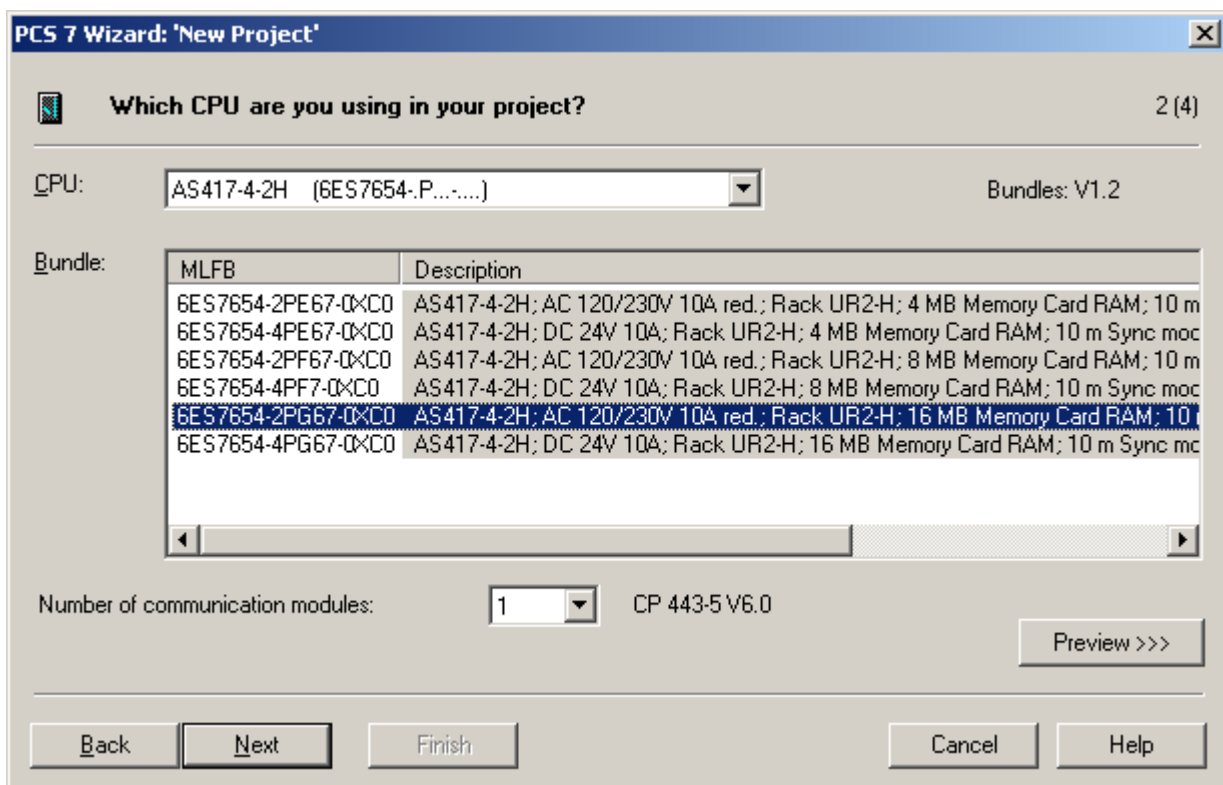 PCS 7 Wizard: 'New Project'
Which CPU are you using in your project? 2 (4)
CPU: AS417-4-2H (6ES7654-.P...-....) Bundles: V1.2
Bundle: MLFB Description
6ES7654-2PE67-0XC0 AS417-4-2H; AC 120/230V 10A red.; Rack UR2-H; 4 MB Memory Card RAM; 10 m
6ES7654-4PE67-0XC0 AS417-4-2H; DC 24V 10A; Rack UR2-H; 4 MB Memory Card RAM; 10 m Sync moc
6ES7654-2PF67-0XC0 AS417-4-2H; AC 120/230V 10A red.; Rack UR2-H; 8 MB Memory Card RAM; 10 m
6ES7654-4PF7-0XC0 AS417-4-2H; DC 24V 10A; Rack UR2-H; 8 MB Memory Card RAM; 10 m Sync moc
6ES7654-2PG67-0XC0 AS417-4-2H; AC 120/230V 10A red.; Rack UR2-H; 16 MB Memory Card RAM; 10
6ES7654-4PG67-0XC0 AS417-4-2H; DC 24V 10A; Rack UR2-H; 16 MB Memory Card RAM; 10 m Sync mc
Number of communication modules: 1 CP 443-5 V6.0
Preview >>>
Back Next Finish Cancel Help